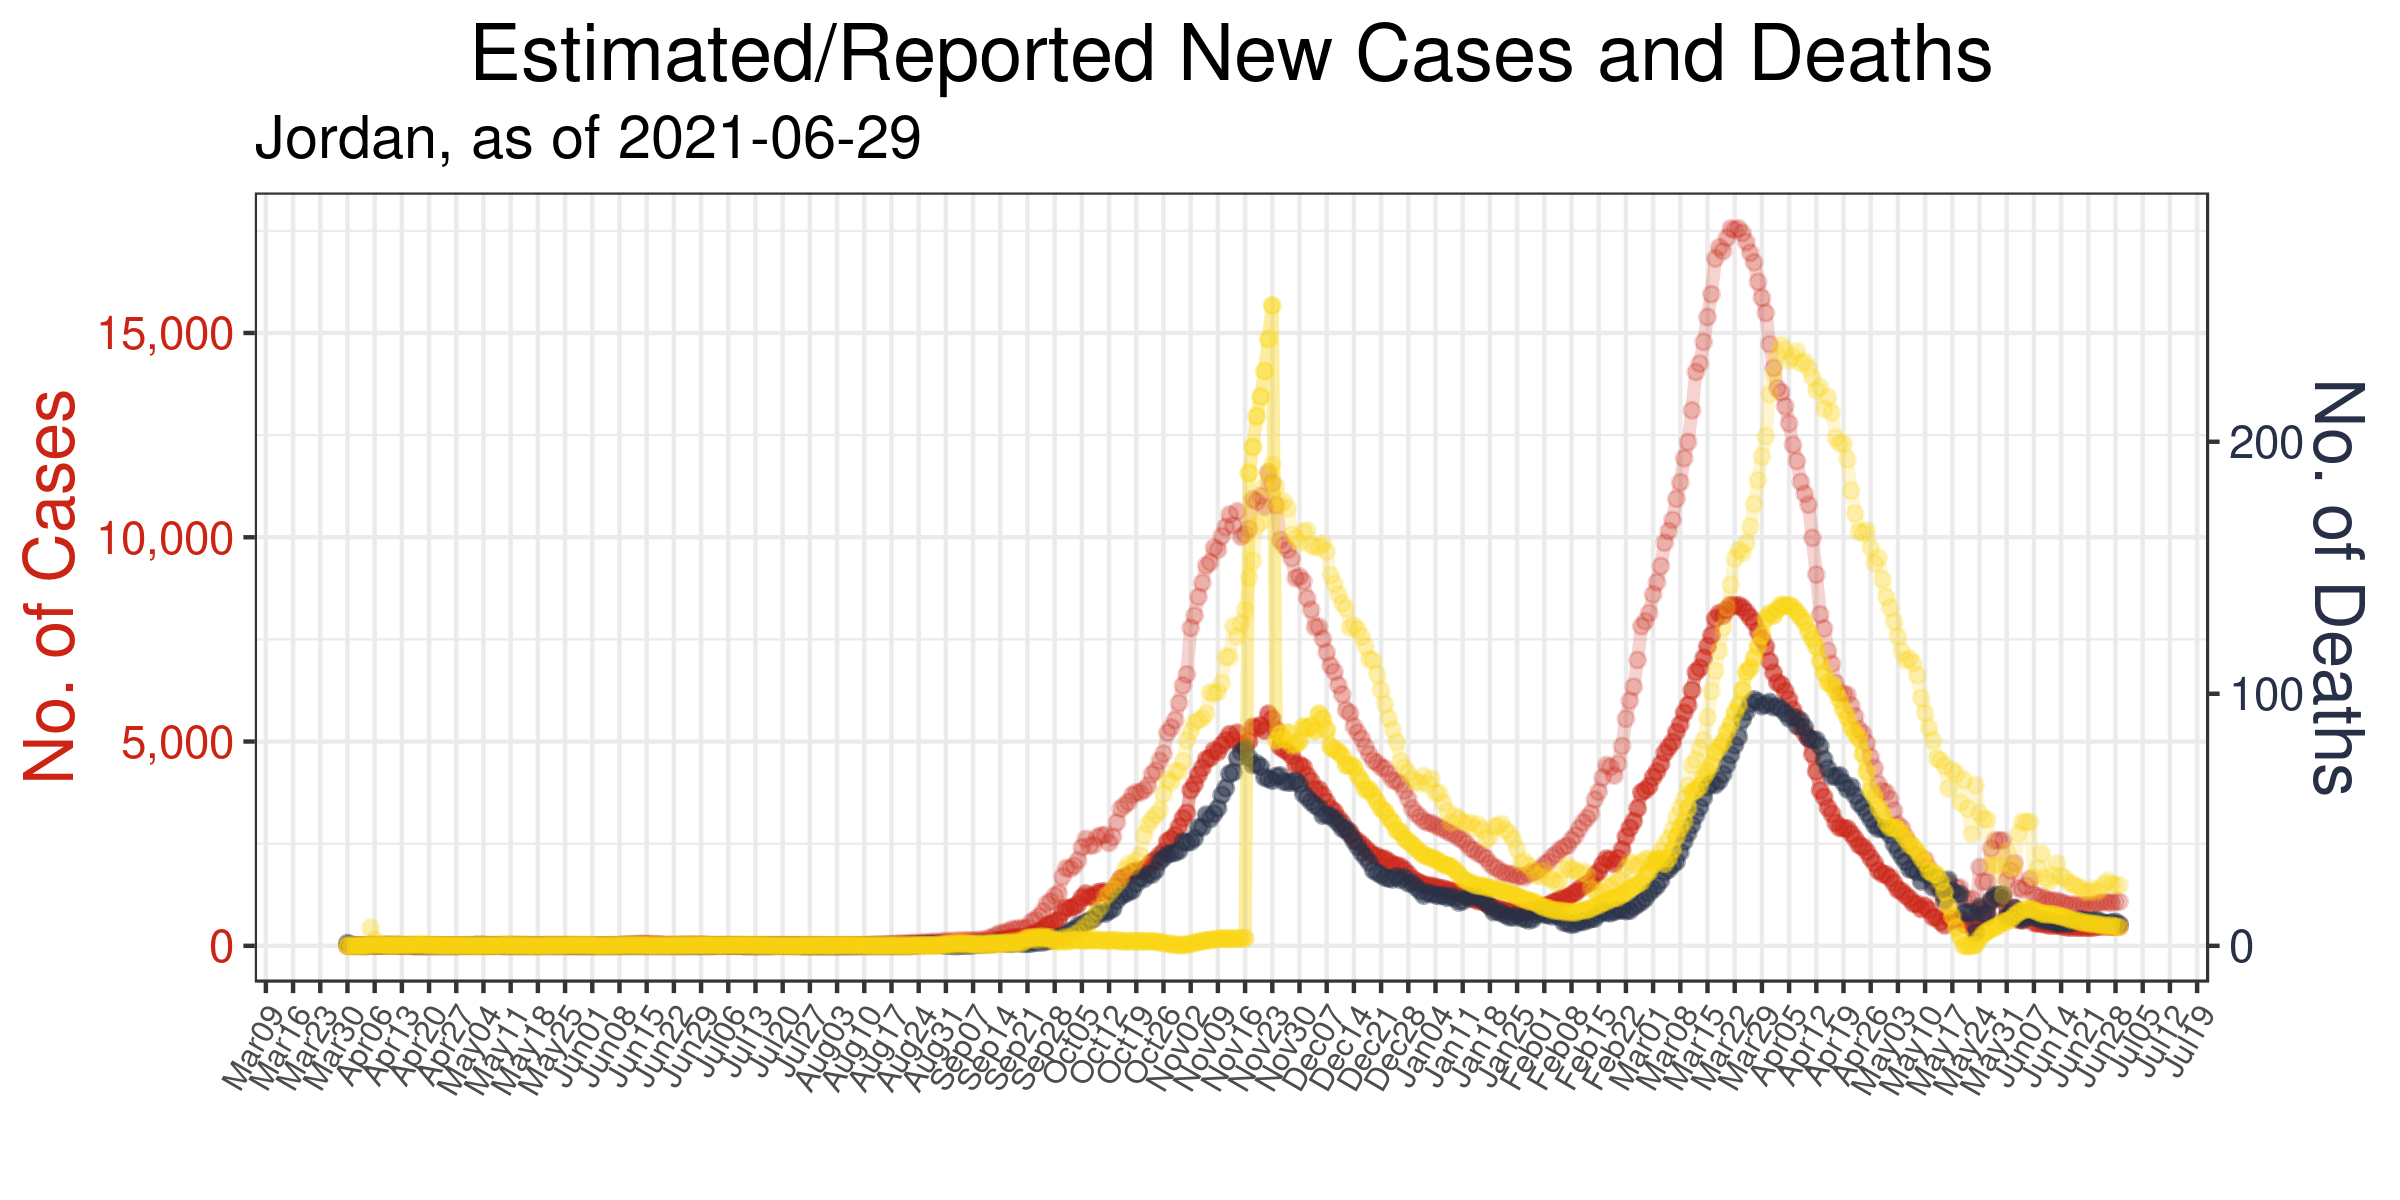 Estimated/Reported New Cases and Deaths
Jordan, as of 2021-06-29
No. of Cases
15,000
10,000
5,000
0
No. of Deaths
200
100
0
Mar09
Mar16
Mar23
Mar30
Apr06
Apr13
Apr20
Apr27
May04
May11
May18
May25
Jun01
Jun08
Jun15
Jun22
Jun29
Jul06
Jul13
Jul20
Jul27
Aug03
Aug10
Aug17
Aug24
Aug31
Sep07
Sep14
Sep21
Sep28
Oct05
Oct12
Oct19
Oct26
Nov02
Nov09
Nov16
Nov23
Nov30
Dec07
Dec14
Dec21
Dec28
Jan04
Jan11
Jan18
Jan25
Feb01
Feb08
Feb15
Feb22
Mar01
Mar08
Mar15
Mar22
Mar29
Apr05
Apr12
Apr19
Apr26
May03
May10
May17
May24
May31
Jun07
Jun14
Jun21
Jun28
Jul05
Jul12
Jul19